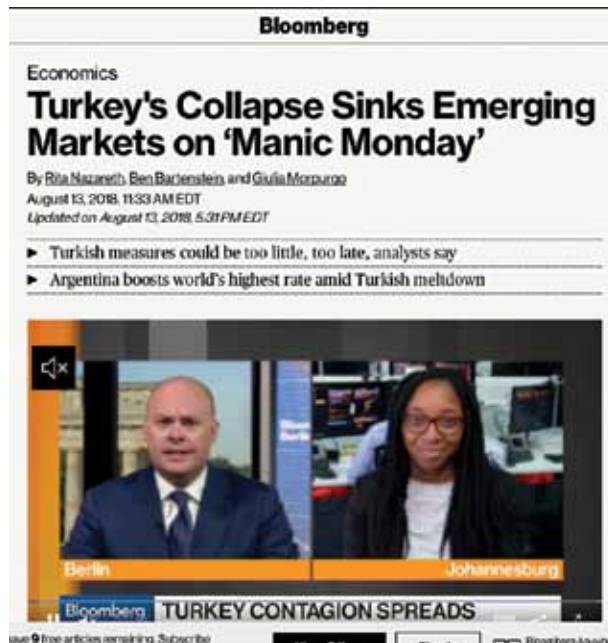 Bloomberg
Economics
Turkey's Collapse Sinks Emerging
Markets on ‘Manic Monday’
By Rita Nazareth, Ben Bartenstein, and Giulia Morpurgo
August 13, 2018, 11:33 AM EDT
Updated on August 13, 2018, 5:31 PM EDT
► Turkish measures could be too little, too late, analysts say
► Argentina boosts world's highest rate amid Turkish meltdown
Berlin
Johannesburg
Bloomberg TURKEY CONTAGION SPREADS
9 free articles remaining. Subscribe